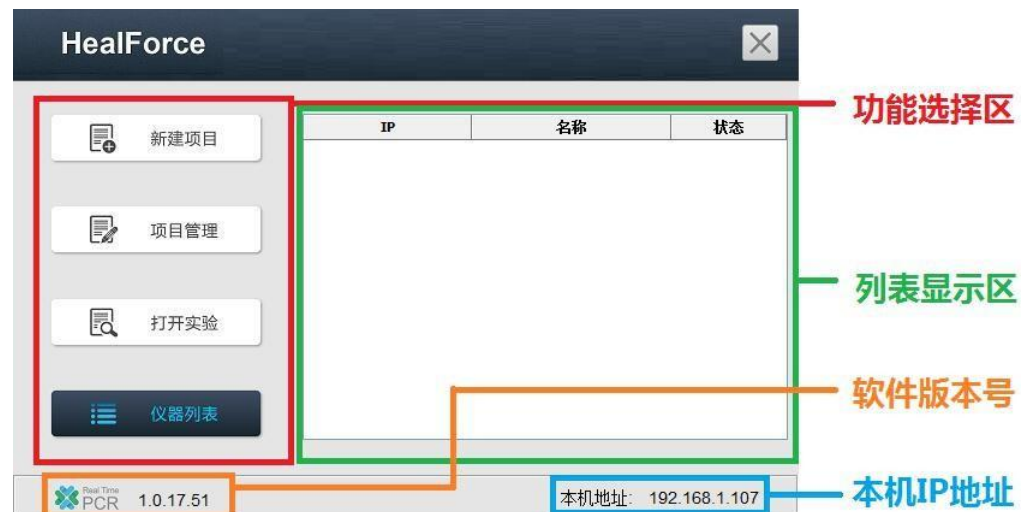 HealForce
功能选择区
IP 名称 状态
新建项目
项目管理
列表显示区
打开实验
软件版本号
仪器列表
Real Time
PCR 1.0.17.51
本机地址: 192.168.1.107
本机IP地址